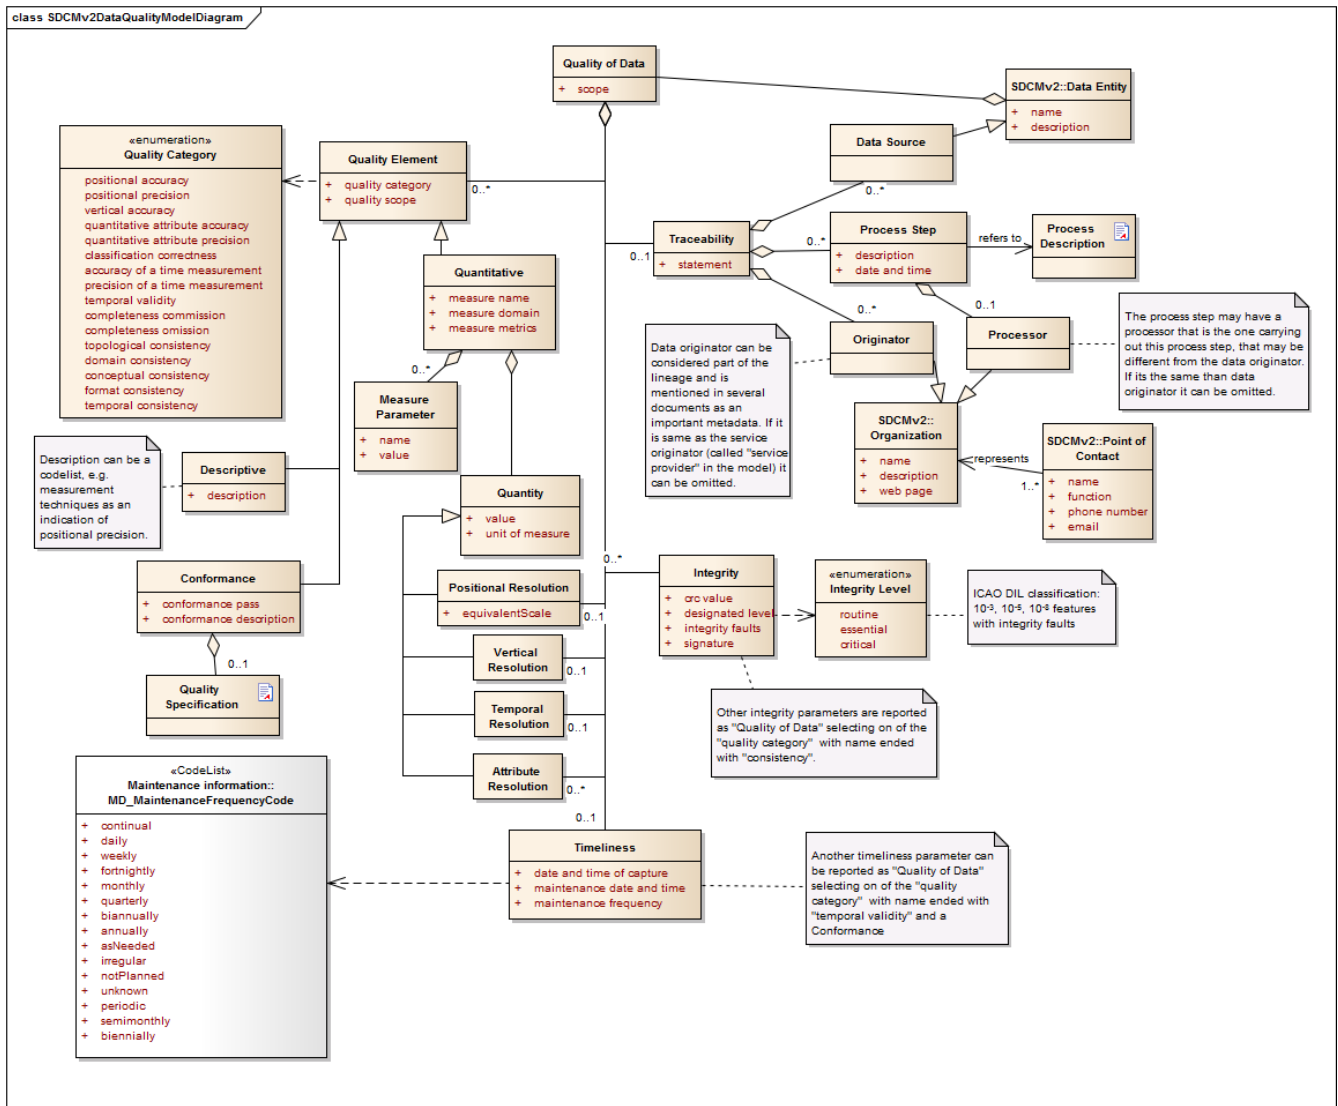 class SDCMv2DataQualityModelDiagram
Quality of Data
+ scope
SDCMv2::Data Entity
+ name
+ description
«enumeration»
Quality Category
positional accuracy
positional precision
vertical accuracy
quantitative attribute accuracy
quantitative attribute precision
classification correctness
accuracy of a time measurement
precision of a time measurement
temporal validity
completeness commission
completeness omission
topological consistency
domain consistency
conceptual consistency
format consistency
temporal consistency
Quality Element
+ quality category
+ quality scope
0..*
Data Source
0..*
Traceability
+ statement
0..1
Process Step
+ description
+ date and time
0..*
refers to
Process
Description
Quantitative
+ measure name
+ measure domain
+ measure metrics
0..*
Measure
Parameter
+ name
+ value
Data originator can be
considered part of the
lineage and is
mentioned in several
documents as an
important metadata. If it
is same as the service
originator (called "service
provider" in the model) it
can be omitted.
0..*
Originator
0..1
Processor
The process step may have a
processor that is the one carrying
out this process step, that may be
different from the data originator.
If its the same than data
originator it can be omitted.
SDCMv2::
Organization
+ name
+ description
+ web page
represents
1..*
SDCMv2::Point of
Contact
+ name
+ function
+ phone number
+ email
Description can be a
codelist, e.g.
measurement
techniques as an
indication of
positional precision.
Descriptive
+ description
Quantity
+ value
+ unit of measure
Conformance
+ conformance pass
+ conformance description
0..1
Quality
Specification
Positional Resolution
+ equivalentScale
0..1
Vertical
Resolution
0..1
Temporal
Resolution
0..1
Attribute
Resolution
0..*
0..*
Integrity
+ crc value
+ designated level
+ integrity faults
+ signature
«enumeration»
Integrity Level
routine
essential
critical
ICAO DIL classification:
10⁻³, 10⁻⁵, 10⁻⁸ features
with integrity faults
Other integrity parameters are reported
as "Quality of Data" selecting on of the
"quality category" with name ended
with "consistency".
«CodeList»
Maintenance information::
MD_MaintenanceFrequencyCode
+ continual
+ daily
+ weekly
+ fortnightly
+ monthly
+ quarterly
+ biannually
+ annually
+ asNeeded
+ irregular
+ notPlanned
+ unknown
+ periodic
+ semimonthly
+ biennially
0..1
Timeliness
+ date and time of capture
+ maintenance date and time
+ maintenance frequency
Another timeliness parameter can
be reported as "Quality of Data"
selecting on of the "quality
category" with name ended with
"temporal validity" and a
Conformance